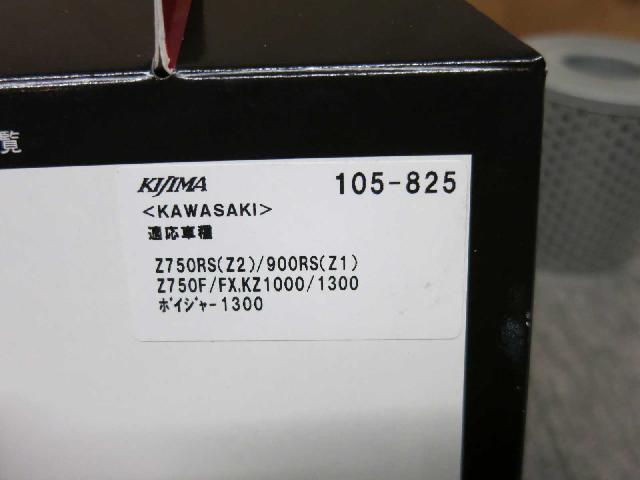 覧
KIJIMA 105-825
<KAWASAKI>
適応車種
Z750RS(Z2)/900RS(Z1)
Z750F/FX,KZ1000/1300
ﾎﾞｲｼﾞｬｰ1300